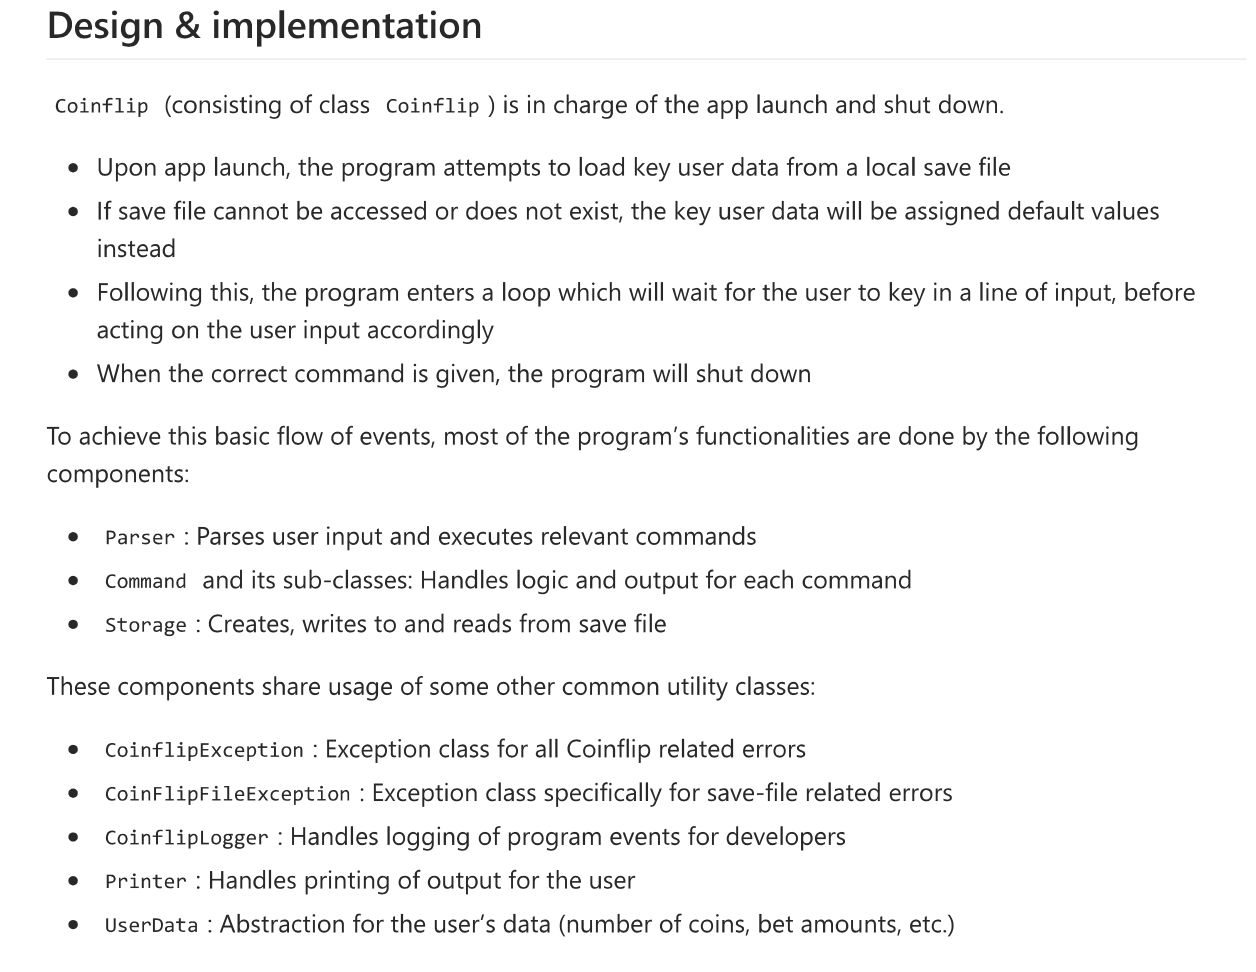 Design & implementation
Coinflip (consisting of class Coinflip ) is in charge of the app launch and shut down.
• Upon app launch, the program attempts to load key user data from a local save file
• If save file cannot be accessed or does not exist, the key user data will be assigned default values
instead
• Following this, the program enters a loop which will wait for the user to key in a line of input, before
acting on the user input accordingly
• When the correct command is given, the program will shut down
To achieve this basic flow of events, most of the program’s functionalities are done by the following
components:
• Parser : Parses user input and executes relevant commands
• Command and its sub-classes: Handles logic and output for each command
• Storage : Creates, writes to and reads from save file
These components share usage of some other common utility classes:
• CoinflipException : Exception class for all Coinflip related errors
• CoinFlipFileException : Exception class specifically for save-file related errors
• CoinflipLogger : Handles logging of program events for developers
• Printer : Handles printing of output for the user
• UserData : Abstraction for the user’s data (number of coins, bet amounts, etc.)